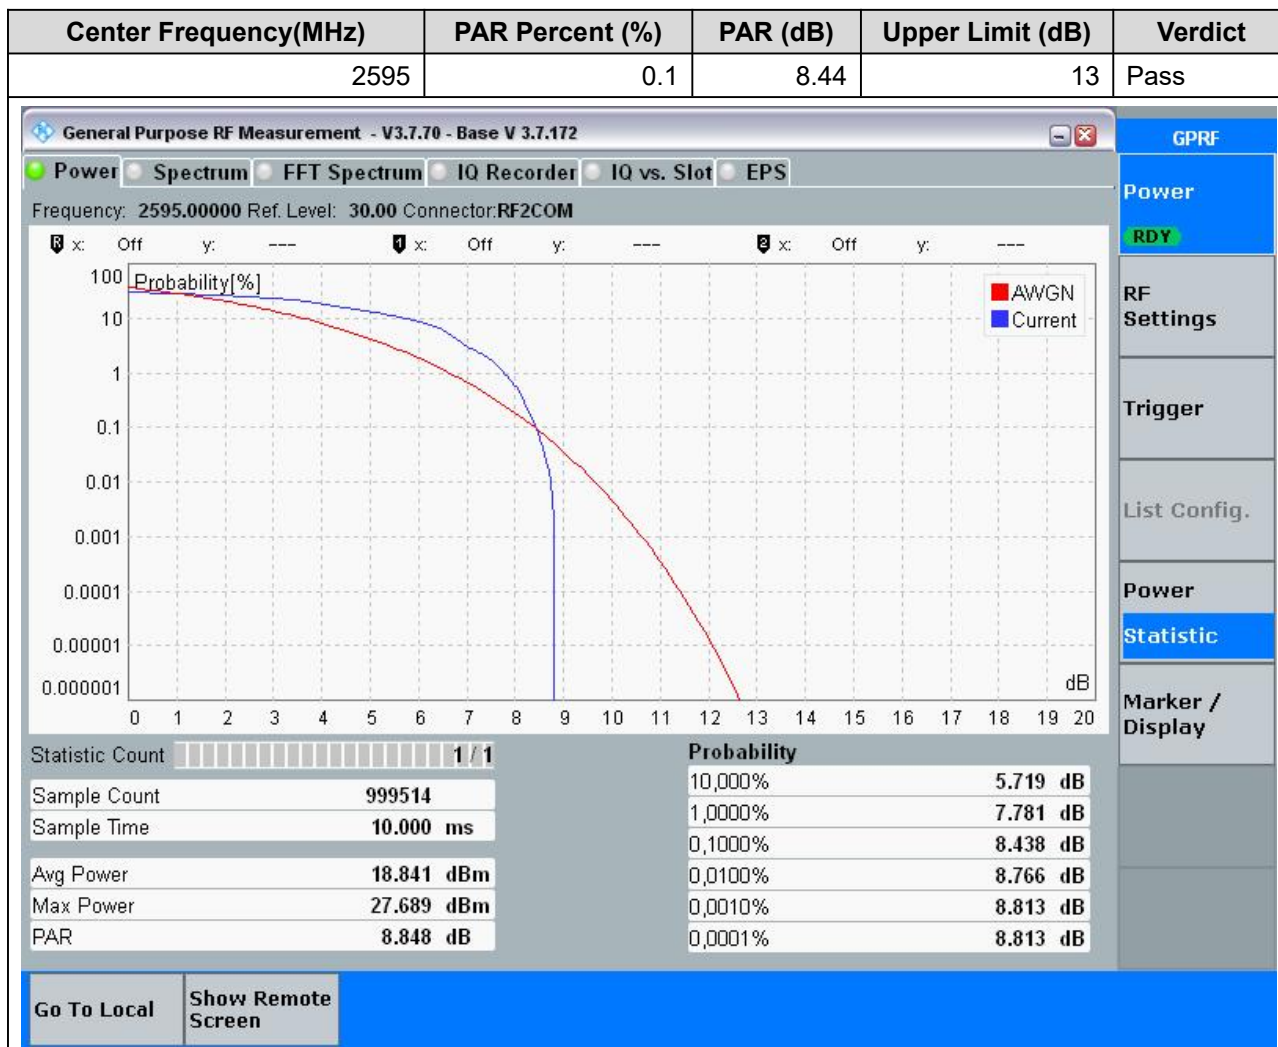 Center Frequency(MHz) PAR Percent (%) PAR (dB) Upper Limit (dB) Verdict
2595 0.1 8.44 13 Pass
General Purpose RF Measurement - V3.7.70 - Base V 3.7.172
GPRF
Power Spectrum FFT Spectrum IQ Recorder IQ vs. Slot EPS
Frequency: 2595.00000 Ref. Level: 30.00 Connector:RF2COM
R x: Off y: --- 1 x: Off y: --- 2 x: Off y: ---
Probability[%]
100
10
1
0.1
0.01
0.001
0.0001
0.00001
0.000001
AWGN
Current
dB
0 1 2 3 4 5 6 7 8 9 10 11 12 13 14 15 16 17 18 19 20
Statistic Count 1 / 1
Sample Count 999514
Sample Time 10.000 ms
Avg Power 18.841 dBm
Max Power 27.689 dBm
PAR 8.848 dB
Probability
10,000% 5.719 dB
1,0000% 7.781 dB
0,1000% 8.438 dB
0,0100% 8.766 dB
0,0010% 8.813 dB
0,0001% 8.813 dB
Power
RDY
RF
Settings
Trigger
List Config.
Power
Statistic
Marker /
Display
Go To Local
Show Remote
Screen